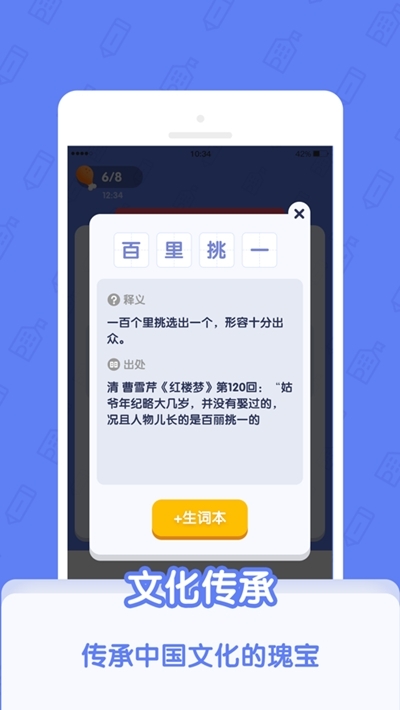 10:34
42%
6/8
12:34
百里挑一
释义
一百个里挑选出一个，形容十分出
众。
出处
清 曹雪芹《红楼梦》第120回：“姑
爷年纪略大几岁，并没有娶过的，
况且人物儿长的是百丽挑一的
+生词本
文化传承
传承中国文化的瑰宝